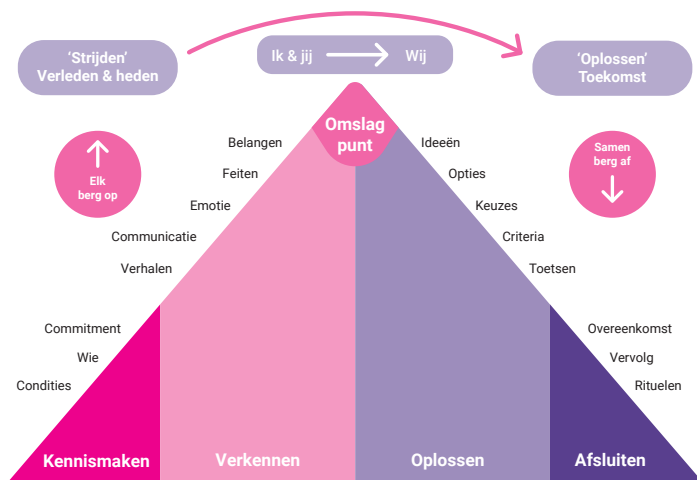 ‘Strijden’
Verleden & heden
Ik & jij
Wij
‘Oplossen’
Toekomst
Omslag
punt
Elk
berg op
Samen
berg af
Belangen
Feiten
Emotie
Communicatie
Verhalen
Commitment
Wie
Condities
Ideeën
Opties
Keuzes
Criteria
Toetsen
Overeenkomst
Vervolg
Rituelen
Kennismaken
Verkennen
Oplossen
Afsluiten